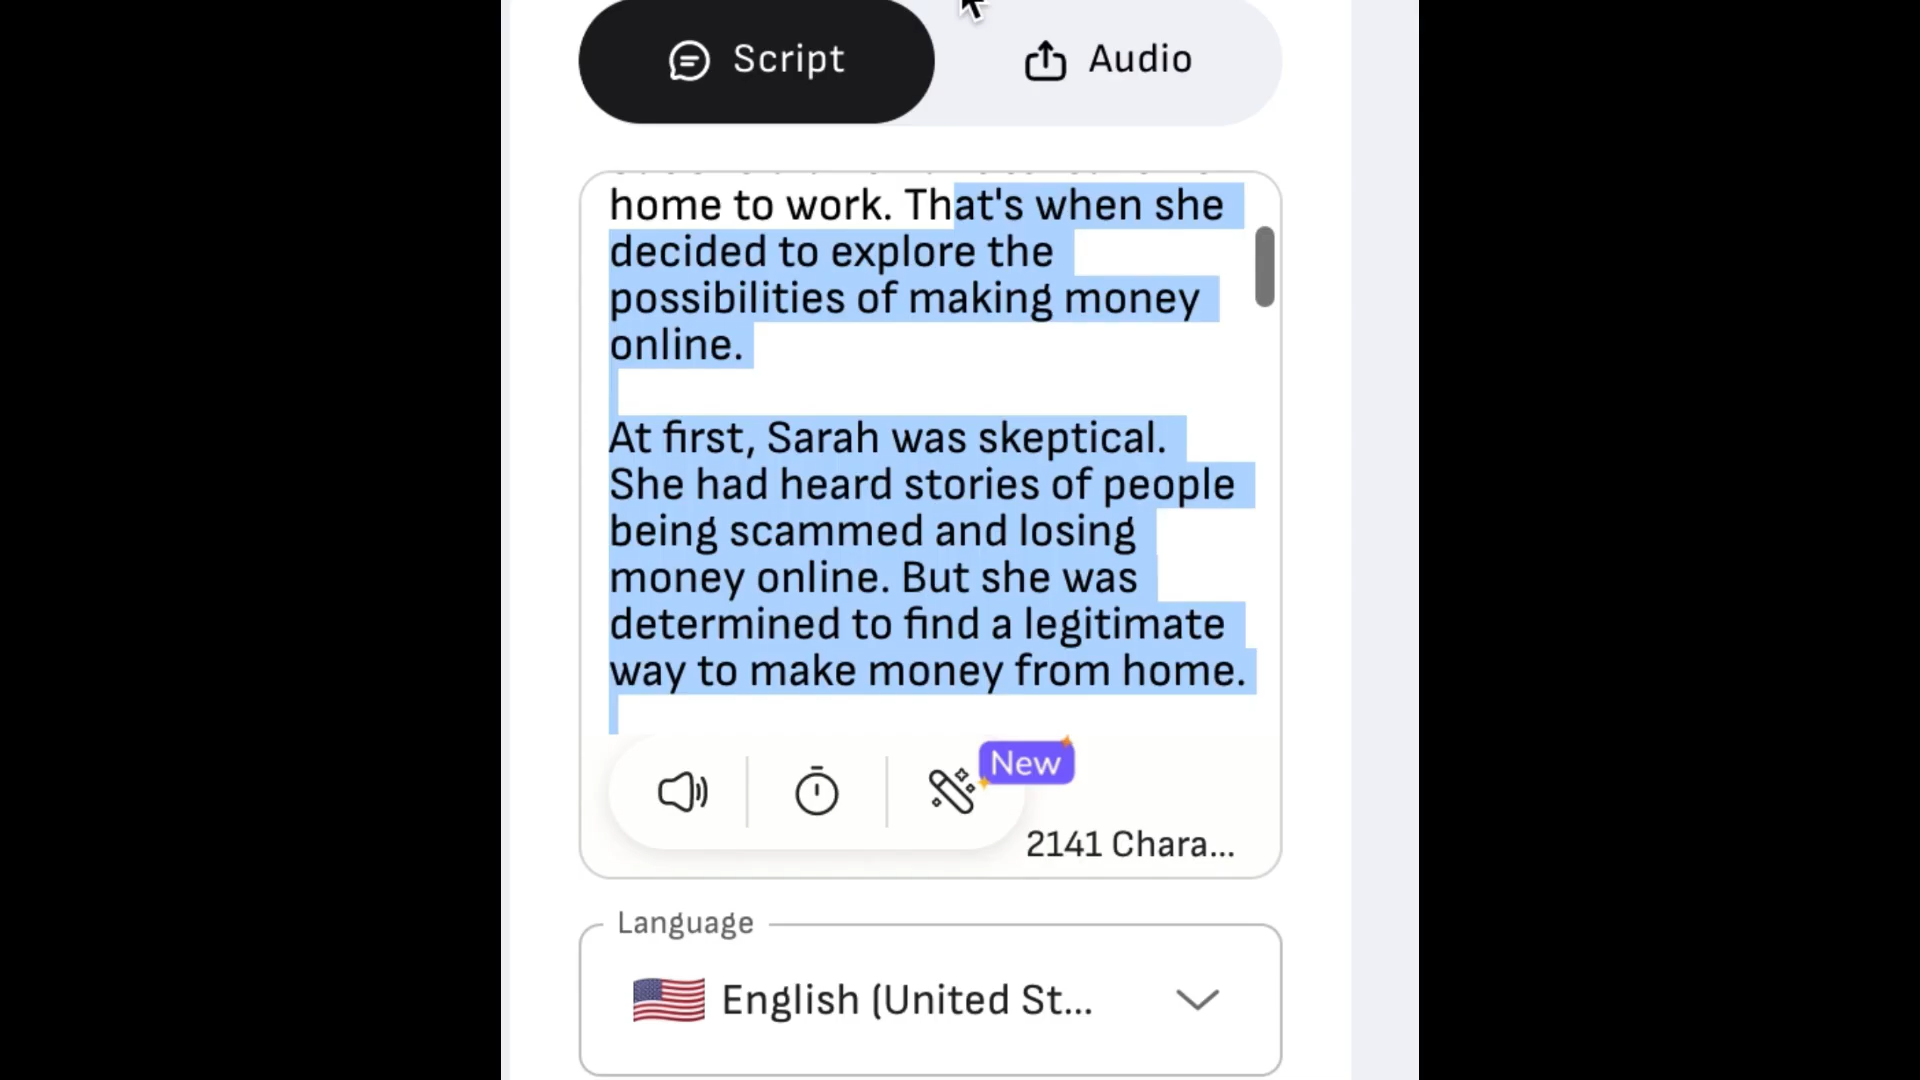 Script
Audio
home to work. That's when she
decided to explore the
possibilities of making money
online.
At first, Sarah was skeptical.
She had heard stories of people
being scammed and losing
money online. But she was
determined to find a legitimate
way to make money from home.
New
2141 Chara...
Language
English (United St...